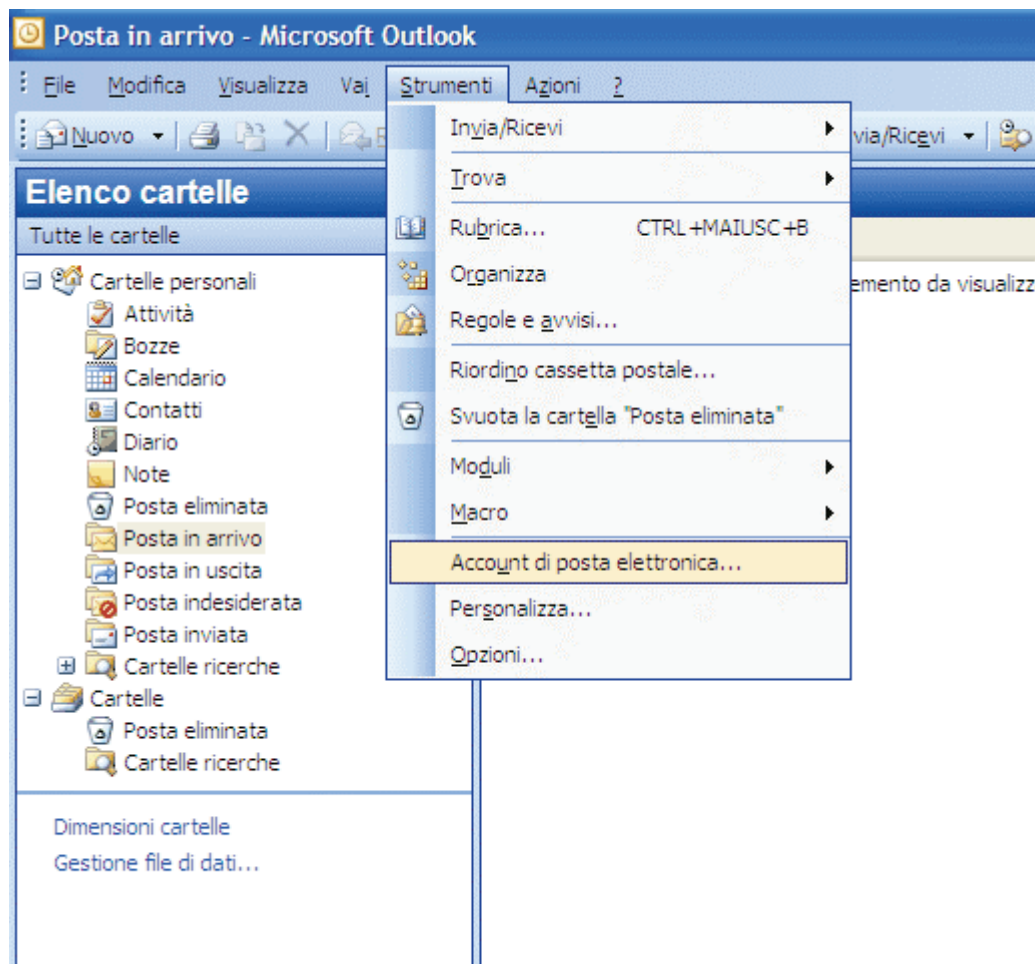 Posta in arrivo - Microsoft Outlook
File Modifica Visualizza Vai Strumenti Azioni ?
Nuovo via/Ricevi
Invia/Ricevi
Trova
Rubrica... CTRL+MAIUSC+B
Organizza
Regole e avvisi...
Riordino cassetta postale...
Svuota la cartella "Posta eliminata"
Moduli
Macro
Account di posta elettronica...
Personalizza...
Opzioni...
emento da visualizz
Elenco cartelle
Tutte le cartelle
Cartelle personali
Attività
Bozze
Calendario
Contatti
Diario
Note
Posta eliminata
Posta in arrivo
Posta in uscita
Posta indesiderata
Posta inviata
Cartelle ricerche
Cartelle
Posta eliminata
Cartelle ricerche
Dimensioni cartelle
Gestione file di dati...